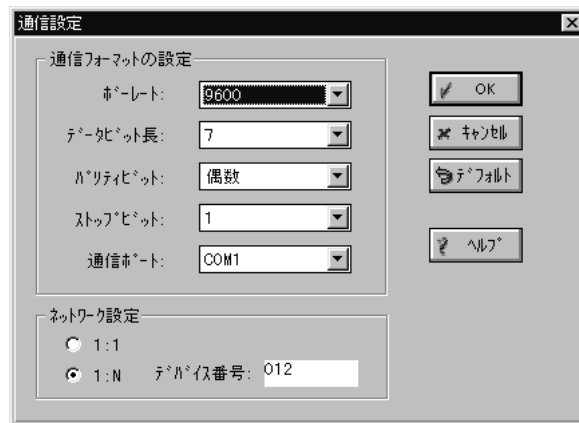 通信設定
通信ﾌｫｰﾏｯﾄの設定
ﾎﾞｰﾚｰﾄ: 9600
ﾃﾞｰﾀﾋﾞｯﾄ長: 7
ﾊﾟﾘﾃｨﾋﾞｯﾄ: 偶数
ｽﾄｯﾌﾟﾋﾞｯﾄ: 1
通信ﾎﾟｰﾄ: COM1
OK
ｷｬﾝｾﾙ
ﾃﾞﾌｫﾙﾄ
ﾍﾙﾌﾟ
ﾈｯﾄﾜｰｸ設定
1:1
1:N ﾃﾞﾊﾞｲｽ番号: 012